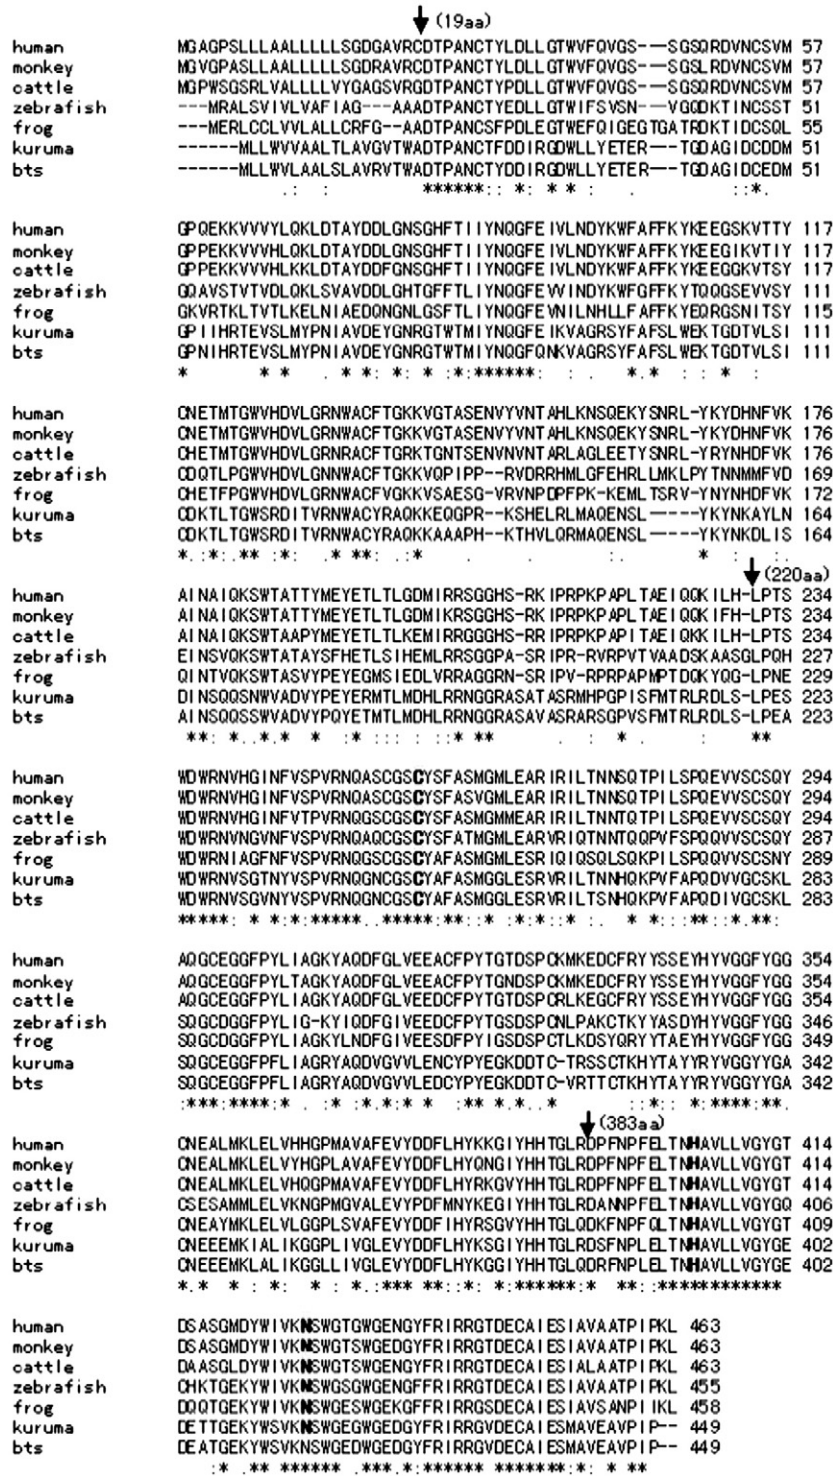 (19aa)
human MGAGPSLLLAALLLLLSGDGAVRCDTPANCTYLDLLGTWVFQVGS--SGSQRDVNCSVM 57
monkey MGVGPASLLAALLLLLSGDRAVRCDTPANCTYLDLLGTWVFQVGS--SGSLRDVNCSVM 57
cattle MGPWSGSRLVALLLLVYGAGSVRGDTPANCTYPDLLGTWVFQVGS--SGSQRDVNCSVM 57
zebrafish ---MRALSVIVLVAFIAG---AAADTPANCTYEDLLGTWIFSVSN--VGQDKTINCSST 51
frog ---MERLCCLVVLALLCRFG--AADTPANCSFPDLEGTWEFQIGEGTGATRDKTIDCSQL 55
kuruma ------MLLWVVAALTLAVGVTWADTPANCTFDDIRGDWLLYETER--TGDAGIDCDDM 51
bts ------MLLWVLAALSLAVRVTWADTPANCTYDDIRGDWLLYETER--TGDAGIDCEDM 51
.: : ******:: *: * * : . ::*.
human GPQEKKVVVYLQKLDTAYDDLGNSGHFTIIYNQGFEIVLNDYKWFAFFKYKEEGSKVTTY 117
monkey GPPEKKVVVHLQKLDTAYDDLGNSGHFTIIYNQGFEIVLNDYKWFAFFKYKEEGIKVTIY 117
cattle GPPEKKVVVHLKKLDTAYDDFGNSGHFTIIYNQGFEIVLNDYKWFAFFKYKEEGGKVTSY 117
zebrafish GQAVSTVTVDLQKLSVAVDDLGHTGFFTLIYNQGFEVVINDYKWFGFFKYTQQGSEVVSY 111
frog GKVRTKLTVTLKELNIAEDQNGNLGSFTLIYNQGFEVNILNHLLFAFFKYEQRGSNITSY 115
kuruma GPIIHRTEVSLMYPNIAVDEYGNRGTWTMIYNQGFEIKVAGRSYFAFSLWEKTGDTVLSI 111
bts GPNIHRTEVSLMYPNIAVDEYGNRGTWTMIYNQGFQNKVAGRSYFAFSLWEKTGDTVLSI 111
* * * . * *: *: * :*:******: : . *.* : : * :
human CNETMTGWVHDVLGRNWACFTGKKVGTASENVYVNTAHLKNSQEKYSNRL-YKYDHNFVK 176
monkey CNETMTGWVHDVLGRNWACFTGKKVGTASENVYVNTAHLKNSQEKYSNRL-YKYDHNFVK 176
cattle CHETMTGWVHDVLGRNRACFTGRKTGNTSENVNVNTARLAGLEETYSNRL-YRYNHDFVK 176
zebrafish CDQTLPGWVHDVLGNNWACFTGKKVQPIPP--RVDRRHMLGFEHRLLMKLPYTNNMMFVD 169
frog CHETFPGWVHDVLGRNWACFVGKKVSAESG-VRVNPDPFPK-KEMLTSRV-YNYNHDFVK 172
kuruma CDKTLTGWSRDITVRNWACYRAQKKEQGPR--KSHELRLMAQENSL-----YKYNKAYLN 164
bts CDKTLTGWSRDITVRNWACYRAQKKAAAPH--KTHVLQRMAQENSL-----YKYNKDLIS 164
*.:*:.** :*: .* **: .:* . :. * : :.
(220aa)
human AINAIQKSWTATTYMEYETLTLGDMIRRSGGHS-RKIPRPKPAPLTAEIQQKILH-LPTS 234
monkey AINAIQKSWTATTYMEYETLTLGDMIKRSGGHS-RKIPRPKPAPLTAEIQQKIFH-LPTS 234
cattle AINAIQKSWTAAPYMEYETLTLKEMIRRGGGHS-RRIPRPKPAPITAEIQKKILH-LPTS 234
zebrafish EINSVQKSWTATAYSFHETLSIHEMLRRSGGPA-SRIPR-RVRPVTVAADSKAASGLPQH 227
frog QINTVQKSWTASVYPEYEGMSIEDLVRRAGGRN-SRIPV-RPRPAPMPTDQKYQG-LPNE 229
kuruma DINSQQSNWVADVYPEYERMTLMDHLRRNGGRASATASRMHPGPISFMTRLRDLS-LPES 223
bts AINSQQSSWVADVYPQYETMTLMDHLRRNGGRASAVASRARSGPVSFMTRLRDLS-LPEA 223
**: *..*.* * :* ::: : ::* ** . : * . : **
human WDWRNVHGINFVSPVRNQASCGSCYSFASMGMLEARIRILTNNSQTPILSPQEVVSCSQY 294
monkey WDWRNVHGINFVSPVRNQASCGSCYSFASVGMLEARIRILTNNSQTPILSPQEVVSCSQY 294
cattle WDWRNVHGINFVTPVRNQASCGSCYSFASMGMMEARIRILTNNTQTPILSPQEVVSCSQY 294
zebrafish WDWRNVNGVNFVSPVRNQAQCGSCYSFATMGMLEARVRIQTNNTQQPVFSPQQVVSCSQY 287
frog WDWRNIAGFNFVSPVRNQGSCGSCYAFASMGMLESRIQIQSQLSQKPILSPQQVVSCSNY 289
kuruma WDWRNVSGTNYVSPVRNQGNCGSCYAFASMGGLESRVRILTNNHQKPVFAPQDVVGCSKL 283
bts WDWRNVSGVNYVSPVRNQGNCGSCYAFASMGGLESRVRILTSNHQKPVFAPQDIVGCSKL 283
*****: * *:*:*****..*****:**::* :*:*::* :. * *:::**::*.**:
human AQGCEGGFPYLIAGKYAQDFGLVEEACFPYTGTDSPCKMKEDCFRYYSSEYHYVGGFYGG 354
monkey AQGCEGGFPYLTAGKYAQDFGLVEEACFPYTGNDSPCKMKEDCFRYYSSEYHYVGGFYGG 354
cattle AQGCEGGFPYLIAGKYAQDFGLVEEDCFPYTGTDSPCRLKEGCFRYYSSEYHYVGGFYGG 354
zebrafish SQGCDGGFPYLIG-KYIQDFGIVEEDCFPYTGSDSPCNLPAKCTKYYASDYHYVGGFYGG 346
frog SQGCDGGFPYLIAGKYLNDFGIVEESDFPYIGSDSPCTLKDSYQRYYTAEYHYVGGFYGG 349
kuruma SQGCEGGFPFLIAGRYAQDVGVVLENCYPYEGKDDTC-TRSSCTKHYTAYYRYVGGYYGA 342
bts SQGCEGGFPFLIAGRYAQDVGVVLEDCYPYEGKDDTC-VRTTCTKHYTAYYRYVGGYYGA 342
:***:****:* . :* :*.*:* * :** *.*..* ::*:: *:****:**.
(383aa)
human CNEALMKLELVHHGPMAVAFEVYDDFLHYKKGIYHHTGLRDPFNPFELTNHAVLLVGYGT 414
monkey CNEALMKLELVYHGPLAVAFEVYDDFLHYQNGIYHHTGLRDPFNPFELTNHAVLLVGYGT 414
cattle CNEALMKLELVHQGPMAVAFEVYDDFLHYRKGVYHHTGLRDPFNPFELTNHAVLLVGYGT 414
zebrafish CSESAMMLELVKNGPMGVALEVYPDFMNYKEGIYHHTGLRDANNPFELTNHAVLLVGYGQ 406
frog CNEAYMKLELVLGGPLSVAFEVYDDFIHYRSGVYHHTGLQDKFNPFQLTNHAVLLVGYGT 409
kuruma CNEEEMKIALIKGGPLIVGLEVYDDFLHYKSGIYHHTGLRDSFNPLELTNHAVLLVGYGE 402
bts CNEEEMKIALIKGGLLIVGLEVYDDFLHYKSGIYHHTGLQDRFNPLELTNHAVLLVGYGE 402
*.* * : *: * : *.:*** **::*:.*:******:* **::************
human DSASGMDYWIVKNSWGTGWGENGYFRIRRGTDECAIESIAVAATPIPKL 463
monkey DSASGMDYWIVKNSWGTSWGEDGYFRIRRGTDECAIESIAVAATPIPKL 463
cattle DAASGLDYWIVKNSWGTSWGENGYFRIRRGTDECAIESIALAATPIPKL 463
zebrafish CHKTGEKYWIVKNSWGSGWGENGFFRIRRGTDECAIESIAVAATPIPKL 455
frog DQQTGEKYWIVKNSWGESWGEKGFFRIRRGSDECAIESIAVSANPIIKL 458
kuruma DETTGEKYWSVKNSWGEGWGEDGYFRIRRGVDECAIESMAVEAVPIP-- 449
bts DEATGEKYWSVKNSWGEDWGEDGYFRIRRGVDECAIESMAVEAVPIP-- 449
:* .** ****** .***.*:****** *******:*: * **